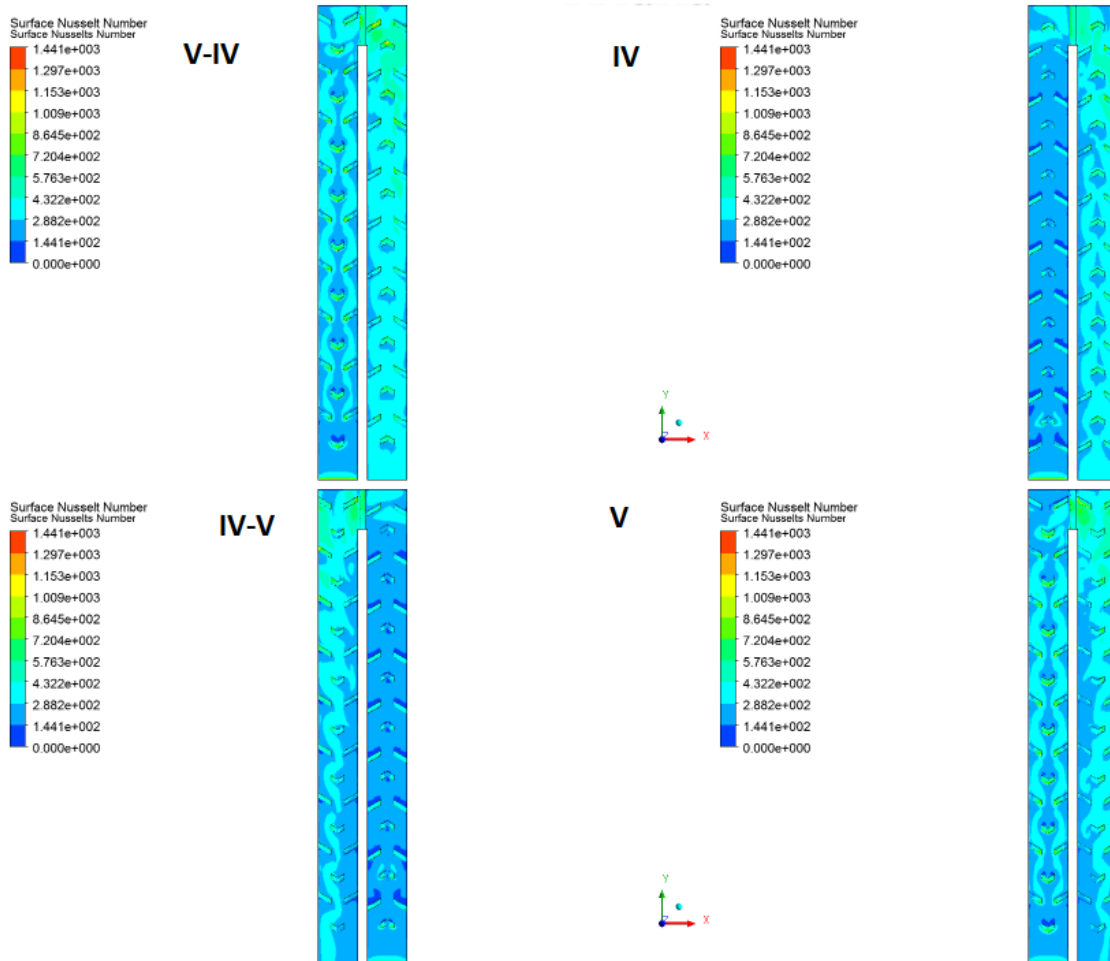 Surface Nusselt Number
Surface Nusselts Number
1.441e+003
1.297e+003
1.153e+003
1.009e+003
8.645e+002
7.204e+002
5.763e+002
4.322e+002
2.882e+002
1.441e+002
0.000e+000
V-IV
IV
Surface Nusselt Number
Surface Nusselts Number
1.441e+003
1.297e+003
1.153e+003
1.009e+003
8.645e+002
7.204e+002
5.763e+002
4.322e+002
2.882e+002
1.441e+002
0.000e+000
Y
Z
X
Surface Nusselt Number
Surface Nusselts Number
1.441e+003
1.297e+003
1.153e+003
1.009e+003
8.645e+002
7.204e+002
5.763e+002
4.322e+002
2.882e+002
1.441e+002
0.000e+000
IV-V
V
Surface Nusselt Number
Surface Nusselts Number
1.441e+003
1.297e+003
1.153e+003
1.009e+003
8.645e+002
7.204e+002
5.763e+002
4.322e+002
2.882e+002
1.441e+002
0.000e+000
Y
Z
X